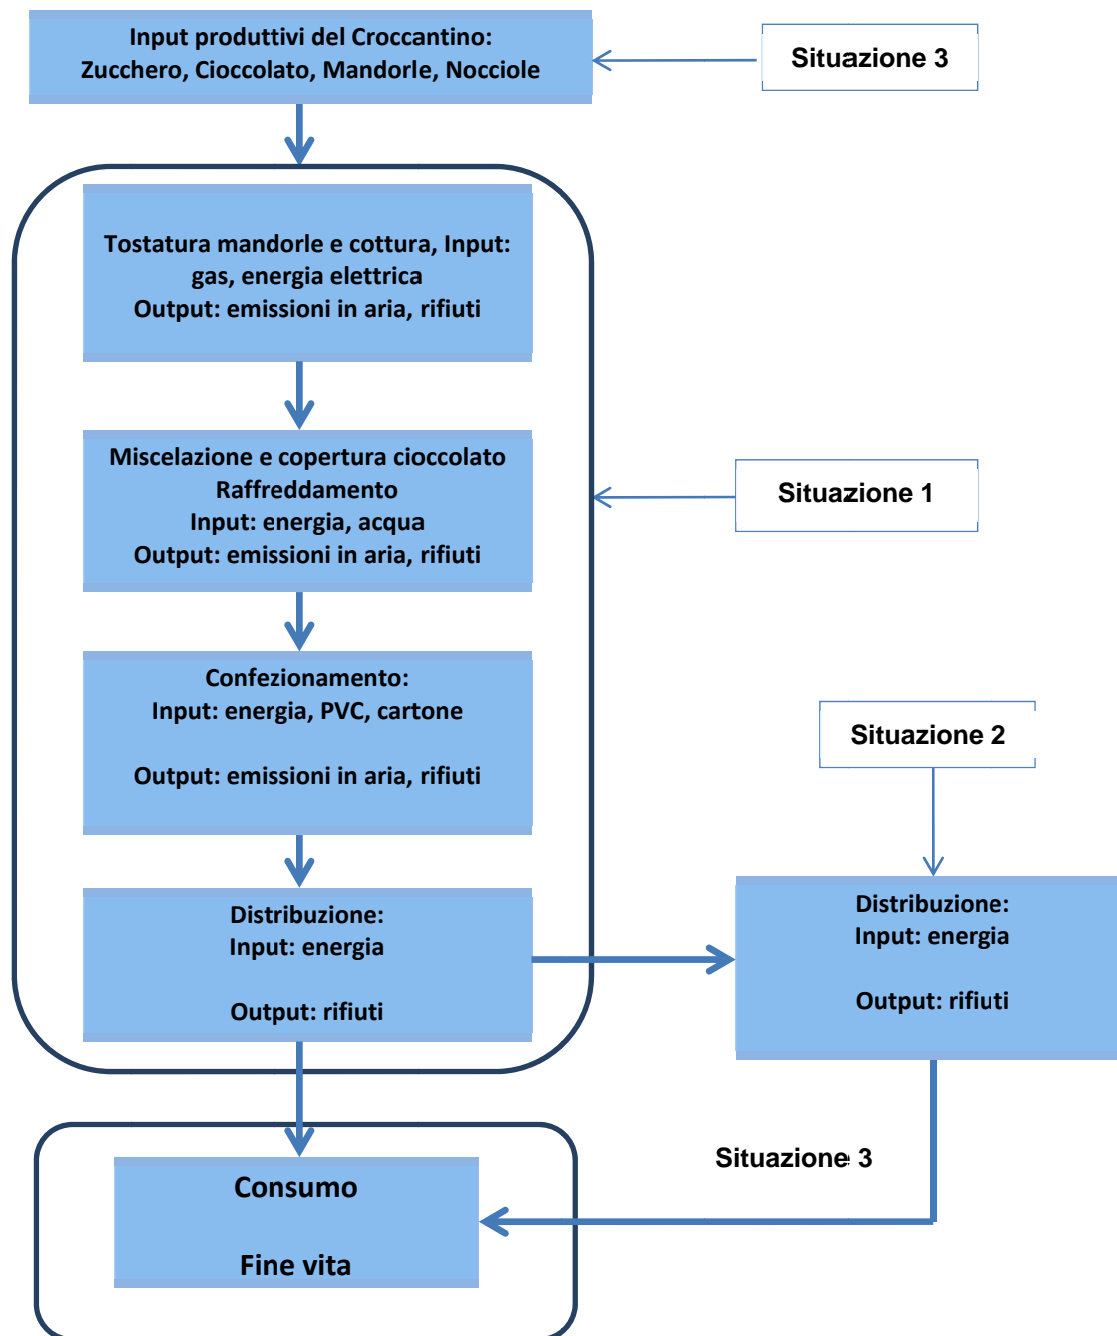 Input produttivi del Croccantino:
Zucchero, Cioccolato, Mandorle, Nocciole
Situazione 3
Tostatura mandorle e cottura, Input:
gas, energia elettrica
Output: emissioni in aria, rifiuti
Miscelazione e copertura cioccolato
Raffreddamento
Input: energia, acqua
Output: emissioni in aria, rifiuti
Situazione 1
Confezionamento:
Input: energia, PVC, cartone
Output: emissioni in aria, rifiuti
Situazione 2
Distribuzione:
Input: energia
Output: rifiuti
Distribuzione:
Input: energia
Output: rifiuti
Situazione 3
Consumo
Fine vita